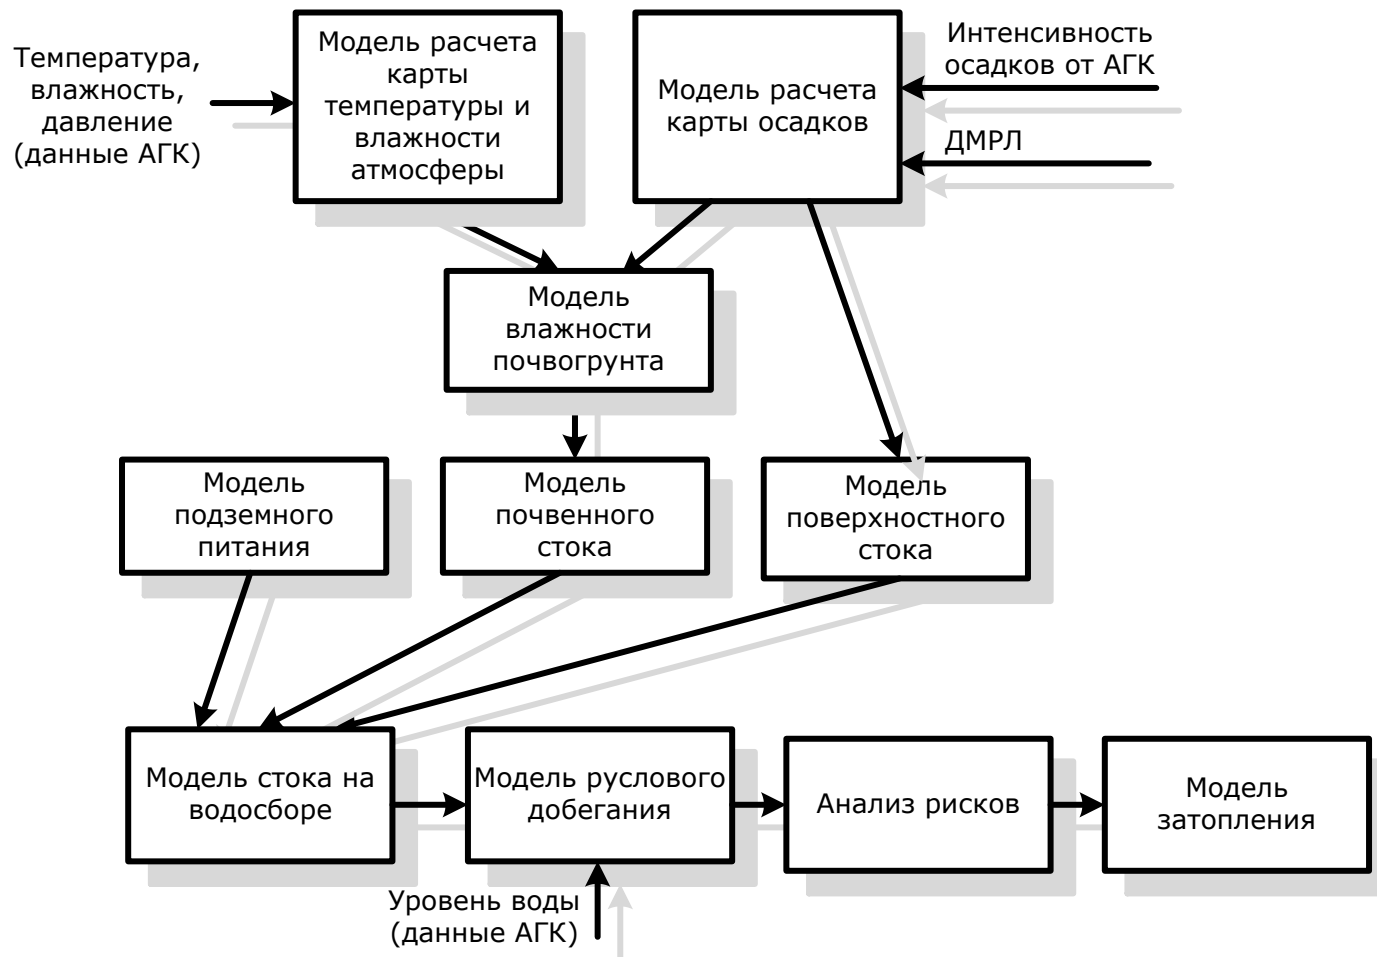 Температура,
влажность,
давление
(данные АГК)
Модель расчета
карты
температуры и
влажности
атмосферы
Модель расчета
карты осадков
Интенсивность
осадков от АГК
ДМРЛ
Модель
влажности
почвогрунта
Модель
подземного
питания
Модель
почвенного
стока
Модель
поверхностного
стока
Модель стока на
водосборе
Модель руслового
добегания
Анализ рисков
Модель
затопления
Уровень воды
(данные АГК)